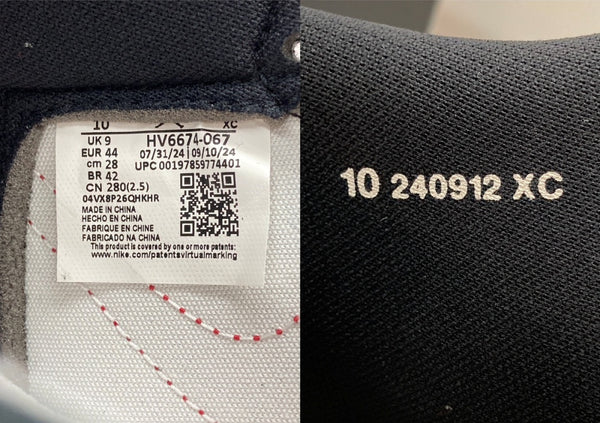 10 XC
UK 9 HV6674-067
EUR 44 07/31/24 | 09/10/24
cm 28 UPC 00197859774401
BR 42
CN 280(2.5)
04VX8P26QHKHR
MADE IN CHINA
HECHO EN CHINA
FABRIQUE EN CHINE
FABRICADO NA CHINA
This product is covered by one or more patents:
www.nike.com/patentsvirtualmarking
10 240912 XC